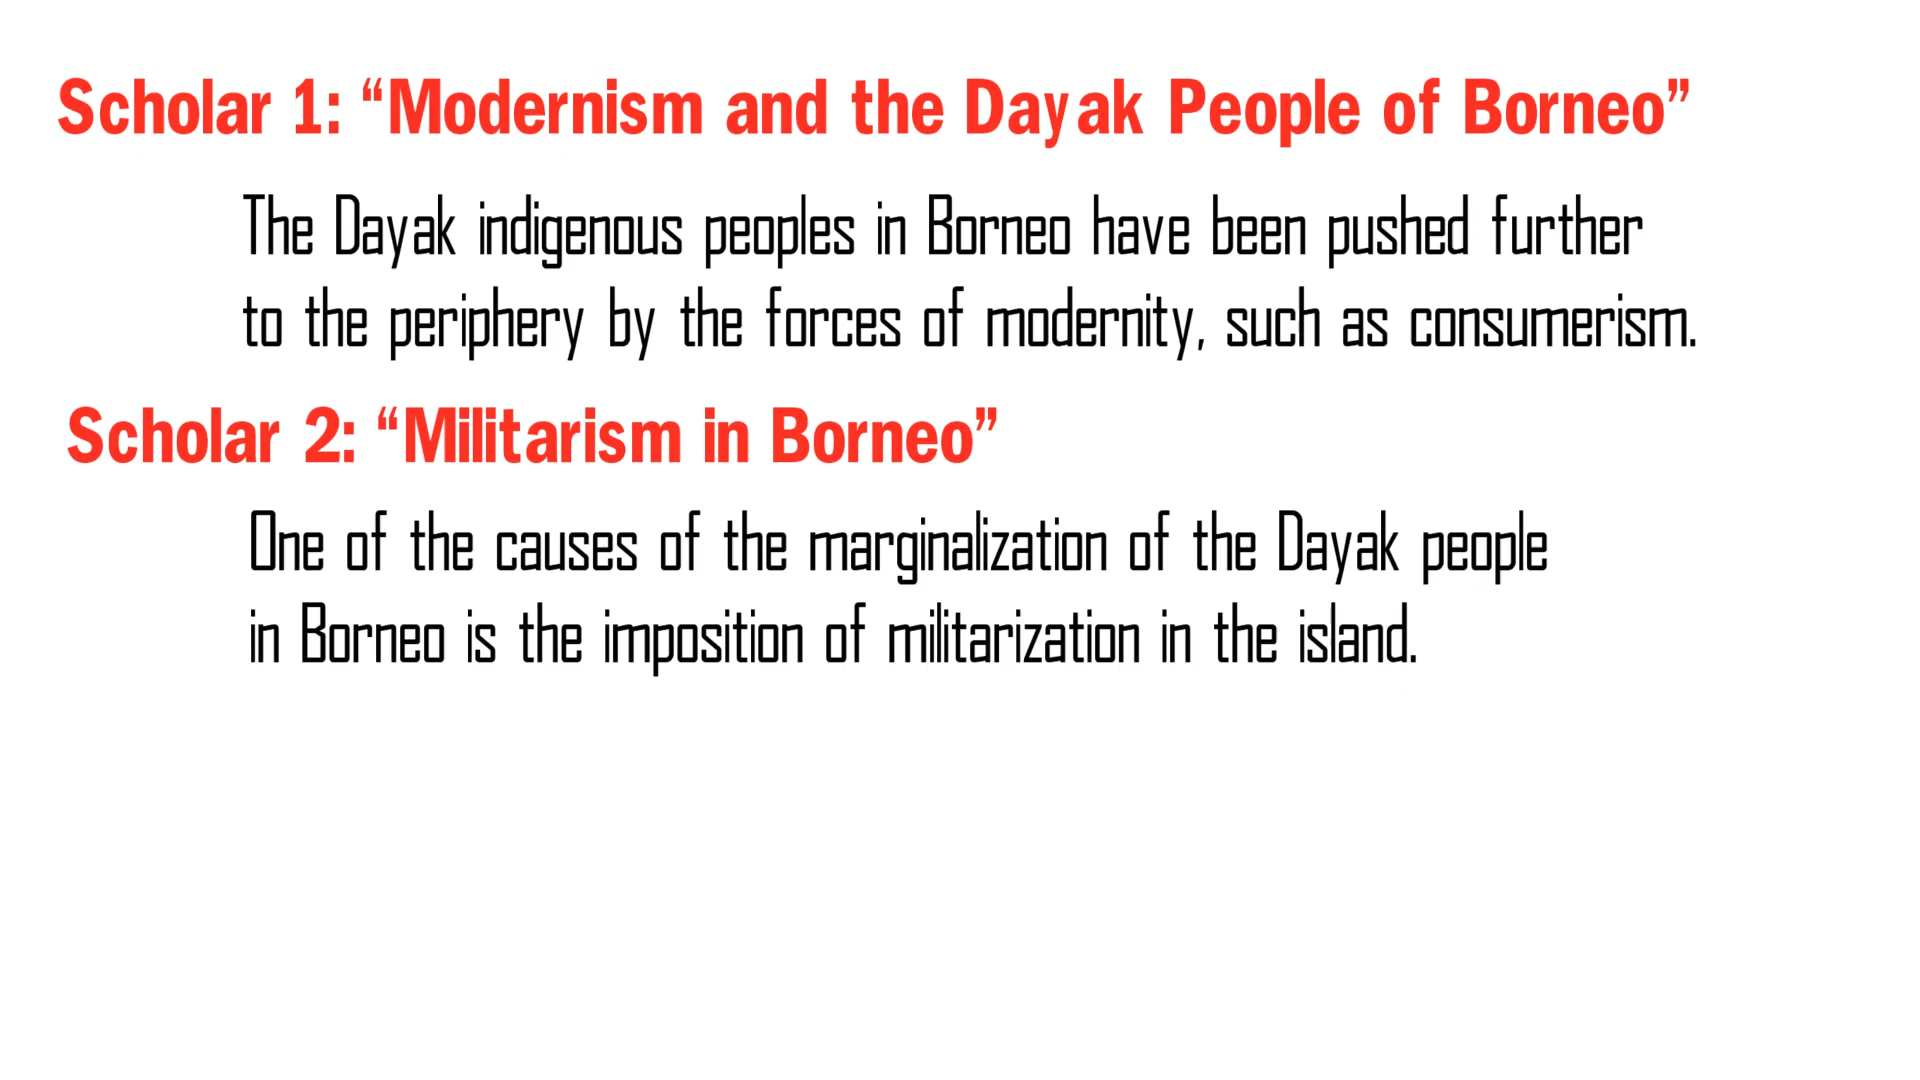 Scholar 1: “Modernism and the Dayak People of Borneo”
The Dayak indigenous peoples in Borneo have been pushed further
to the periphery by the forces of modernity, such as consumerism.
Scholar 2: “Militarism in Borneo”
One of the causes of the marginalization of the Dayak people
in Borneo is the imposition of militarization in the island.